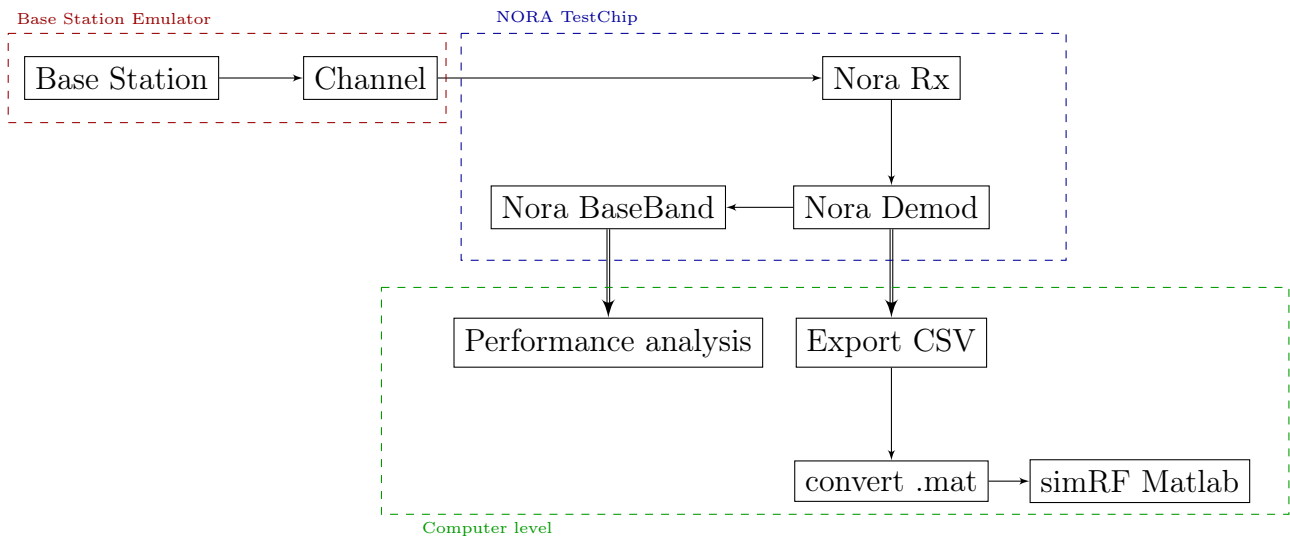 Base Station Emulator
NORA TestChip
Base Station
Channel
Nora Rx
Nora BaseBand
Nora Demod
Performance analysis
Export CSV
convert .mat
simRF Matlab
Computer level